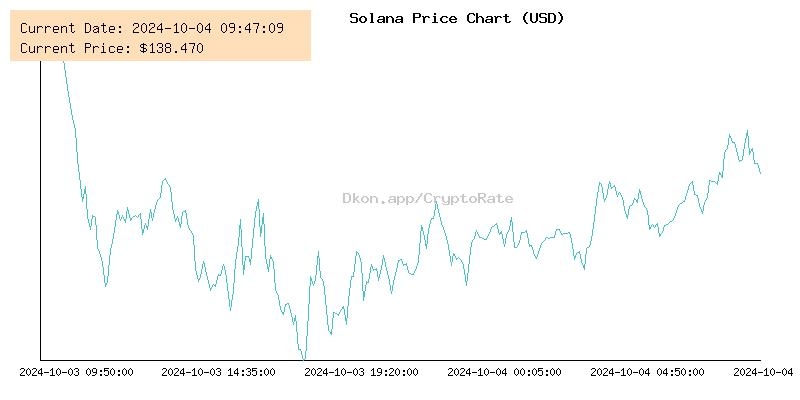 Solana Price Chart (USD)
Current Date: 2024-10-04 09:47:09
Current Price: $138.470
Dkon.app/CryptoRate
2024-10-03 09:50:00 2024-10-03 14:35:00 2024-10-03 19:20:00 2024-10-04 00:05:00 2024-10-04 04:50:00 2024-10-04